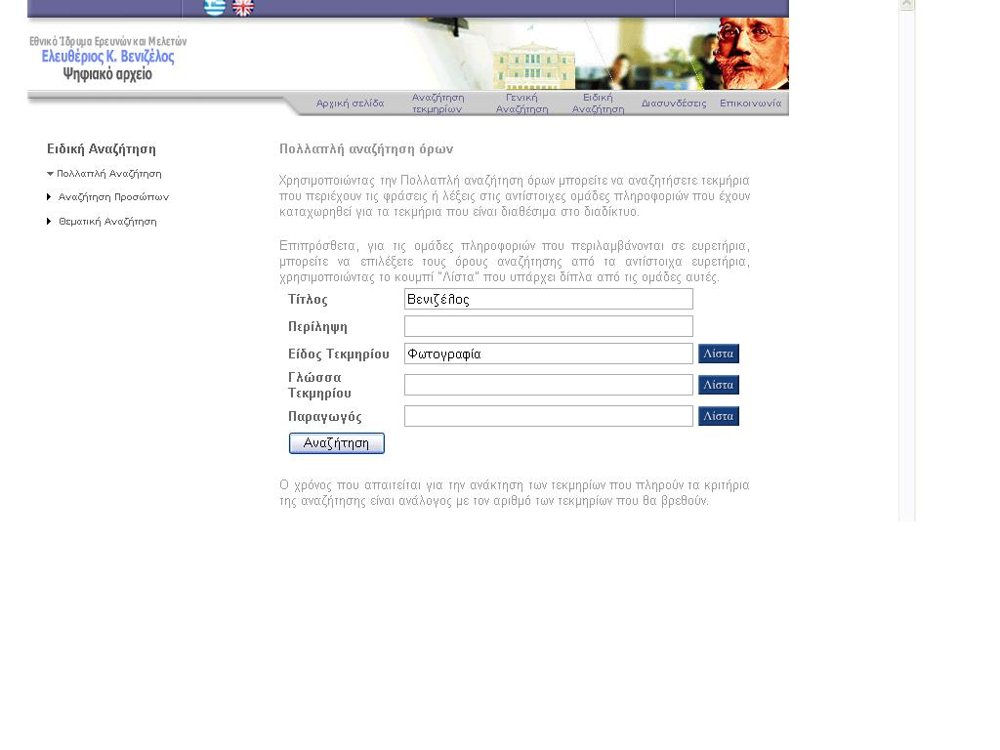 Εθνικό Ίδρυμα Ερευνών και Μελετών
Ελευθέριος Κ. Βενιζέλος
Ψηφιακό αρχείο
Αρχική σελίδα
Αναζήτηση
τεκμηρίων
Γενική
Αναζήτηση
Ειδική
Αναζήτηση
Διασυνδέσεις
Επικοινωνία
Ειδική Αναζήτηση
Πολλαπλή Αναζήτηση
Αναζήτηση Προσώπων
Θεματική Αναζήτηση
Πολλαπλή αναζήτηση όρων
Χρησιμοποιώντας την Πολλαπλή αναζήτηση όρων μπορείτε να αναζητήσετε τεκμήρια
που περιέχουν τις φράσεις ή λέξεις στις αντίστοιχες ομάδες πληροφοριών που έχουν
καταχωρηθεί για τα τεκμήρια που είναι διαθέσιμα στο διαδίκτυο.
Επιπρόσθετα, για τις ομάδες πληροφοριών που περιλαμβάνονται σε ευρετήρια,
μπορείτε να επιλέξετε τους όρους αναζήτησης από τα αντίστοιχα ευρετήρια,
χρησιμοποιώντας το κουμπί "Λίστα" που υπάρχει δίπλα από τις ομάδες αυτές.
Τίτλος Βενιζέλος
Περίληψη
Είδος Τεκμηρίου Φωτογραφία Λίστα
Γλώσσα
Τεκμηρίου Λίστα
Παραγωγός Λίστα
Αναζήτηση
Ο χρόνος που απαιτείται για την ανάκτηση των τεκμηρίων που πληρούν τα κριτήρια
της αναζήτησης είναι ανάλογος με τον αριθμό των τεκμηρίων που θα βρεθούν.